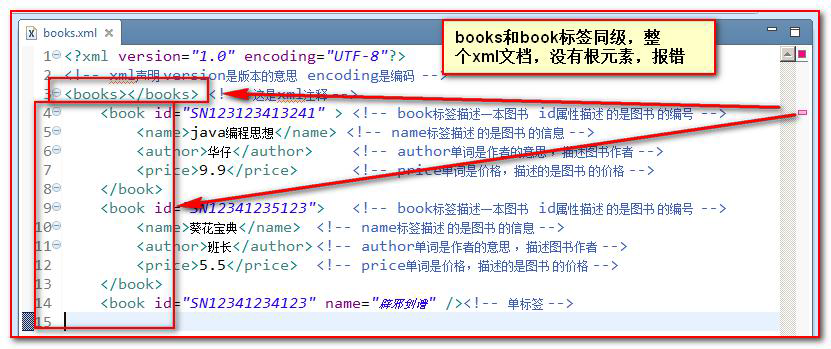 books.xml
books和book标签同级，整
个xml文档，没有根元素，报错
1 <?xml version="1.0" encoding="UTF-8"?>
2 <!-- xml声明 version是版本的意思 encoding是编码 -->
3 <books></books> <!-- 这是xml注释 -->
4 <book id="SN123123413241" > <!-- book标签描述一本图书 id属性描述 的是图书 的编号 -->
5 <name>java编程思想</name> <!-- name标签描述 的是图书 的信息 -->
6 <author>华仔</author> <!-- author单词是作者的意思 ，描述图书作者 -->
7 <price>9.9</price> <!-- price单词是价格，描述的是图书 的价格 -->
8 </book>
9 <book id="SN12341235123"> <!-- book标签描述一本图书 id属性描述 的是图书 的编号 -->
10 <name>葵花宝典</name> <!-- name标签描述 的是图书 的信息 -->
11 <author>班长</author> <!-- author单词是作者的意思 ，描述图书作者 -->
12 <price>5.5</price> <!-- price单词是价格，描述的是图书 的价格 -->
13 </book>
14 <book id="SN12341234123" name="辟邪剑谱" /><!-- 单标签 -->
15